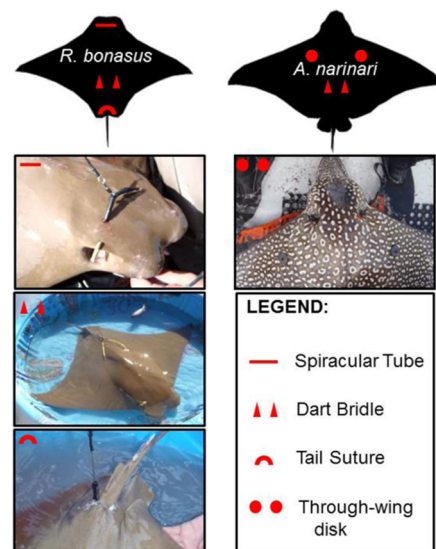 R. bonasus
A. narinari
LEGEND:
Spiracular Tube
Dart Bridle
Tail Suture
Through-wing
disk